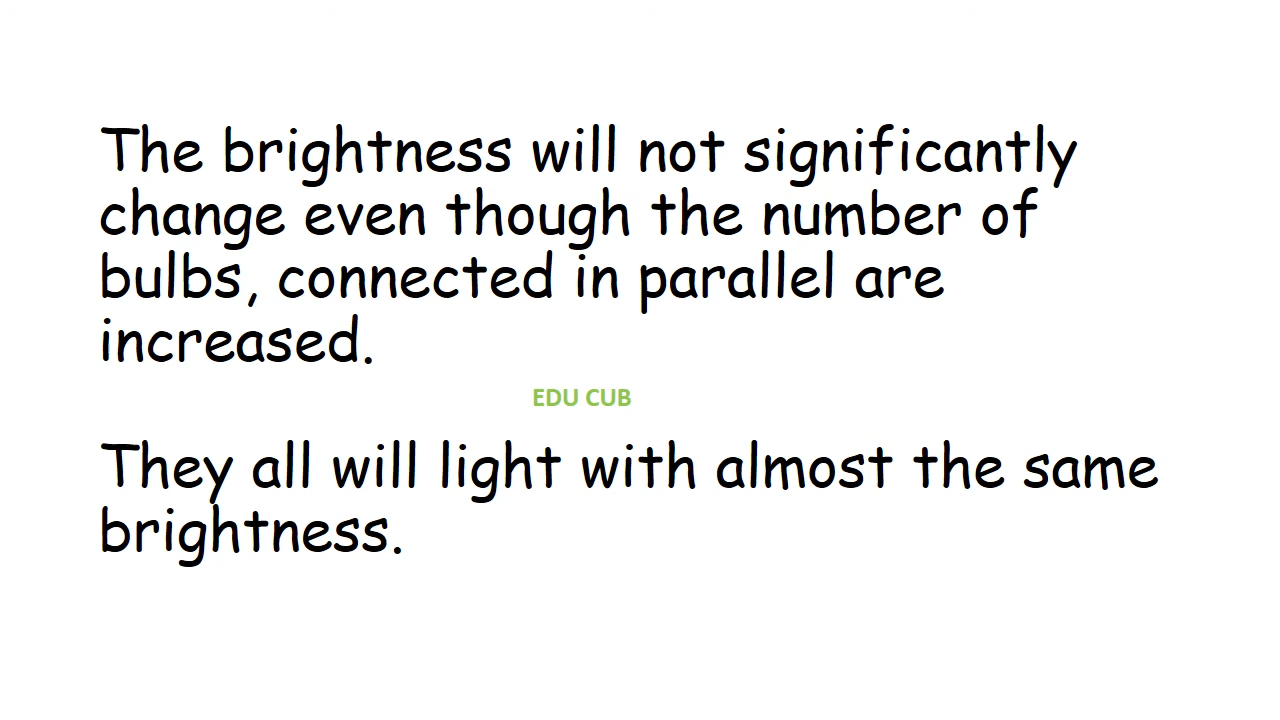 The brightness will not significantly
change even though the number of
bulbs, connected in parallel are
increased.
EDU CUB
They all will light with almost the same
brightness.